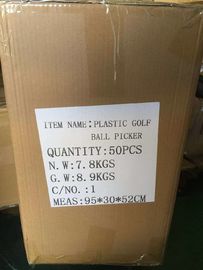 ITEM NAME:PLASTIC GOLF
BALL PICKER
QUANTITY:50PCS
N.W:7.8KGS
G.W:8.9KGS
C/NO.:1
MEAS:95*30*52CM